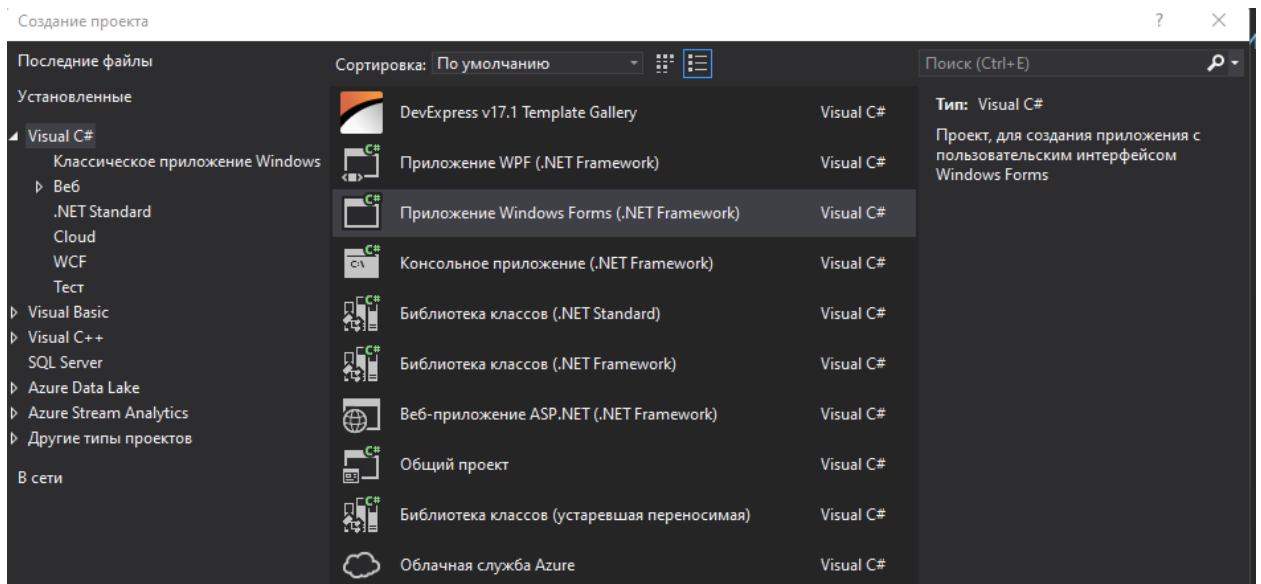 Создание проекта
?
Последние файлы
Установленные
Visual C#
Классическое приложение Windows
Веб
.NET Standard
Cloud
WCF
Тест
Visual Basic
Visual C++
SQL Server
Azure Data Lake
Azure Stream Analytics
Другие типы проектов
В сети
Сортировка: По умолчанию
DevExpress v17.1 Template Gallery Visual C#
C#
Приложение WPF (.NET Framework) Visual C#
C#
Приложение Windows Forms (.NET Framework) Visual C#
C#
C:\
Консольное приложение (.NET Framework) Visual C#
C#
Библиотека классов (.NET Standard) Visual C#
C#
Библиотека классов (.NET Framework) Visual C#
Веб-приложение ASP.NET (.NET Framework) Visual C#
C#
Общий проект Visual C#
C#
Библиотека классов (устаревшая переносимая) Visual C#
Облачная служба Azure Visual C#
Поиск (Ctrl+E)
Тип: Visual C#
Проект, для создания приложения с
пользовательским интерфейсом
Windows Forms